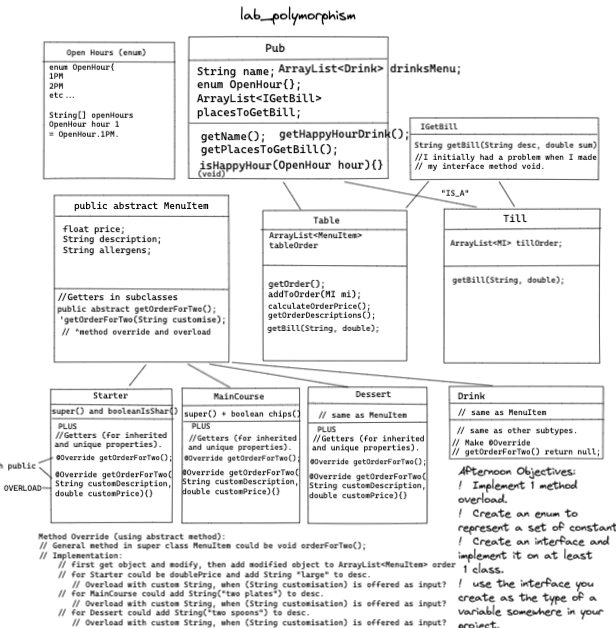 lab_polymorphism
Open Hours (enum)
enum OpenHour{
1PM
2PM
etc...
String[] openHours
OpenHour hour 1
= OpenHour.1PM.
Pub
String name; ArrayList<Drink> drinksMenu;
enum OpenHour{};
ArrayList<IGetBill>
placesToGetBill;
getName(); getHappyHourDrink();
getPlacesToGetBill();
isHappyHour(OpenHour hour){}
(void)
IGetBill
String getBill(String desc, double sum)
//I initially had a problem when I made
// my interface method void.
"IS_A"
public abstract MenuItem
float price;
String description;
String allergens;
//Getters in subclasses
public abstract getOrderForTwo();
'getOrderForTwo(String customise);
// ^method override and overload
Table
ArrayList<MenuItem>
tableOrder
getOrder();
addToOrder(MI mi);
calculateOrderPrice();
getOrderDescriptions();
getBill(String, double);
Till
ArrayList<MI> tillOrder;
getBill(String, double);
Starter
super() and booleanIsShar()
PLUS
//Getters (for inherited
and unique properties).
@Override getOrderForTwo();
@Override getOrderForTwo(
String customDescription,
double customPrice){}
public
OVERLOAD
MainCourse
super() + boolean chips()
PLUS
//Getters (for inherited
and unique properties).
@Override getOrderForTwo();
@Override getOrderForTwo(
String customDescription,
double customPrice){}
Dessert
// same as MenuItem
PLUS
//Getters (for inherited
and unique properties).
@Override getOrderForTwo();
@Override getOrderForTwo(
String customDescription,
double customPrice){}
Drink
// same as MenuItem
// same as other subtypes.
// Make @Override
// getOrderForTwo() return null;
Afternoon Objectives:
! Implement 1 method
overload.
! Create an enum to
represent a set of constant
! Create an interface and
implement it on at least
1 class.
! use the interface you
create as the type of a
variable somewhere in your
project.
Method Override (using abstract method):
// General method in super class MenuItem could be void orderForTwo();
// Implementation:
// first get object and modify, then add modified object to ArrayList<MenuItem> order
// for Starter could be doublePrice and add String "large" to desc.
// Overload with custom String, when (String customisation) is offered as input?
// for MainCourse could add String("two plates") to desc.
// Overload with custom String, when (String customisation) is offered as input?
// for Dessert could add String("two spoons") to desc.
// Overload with custom String, when (String customisation) is offered as input?